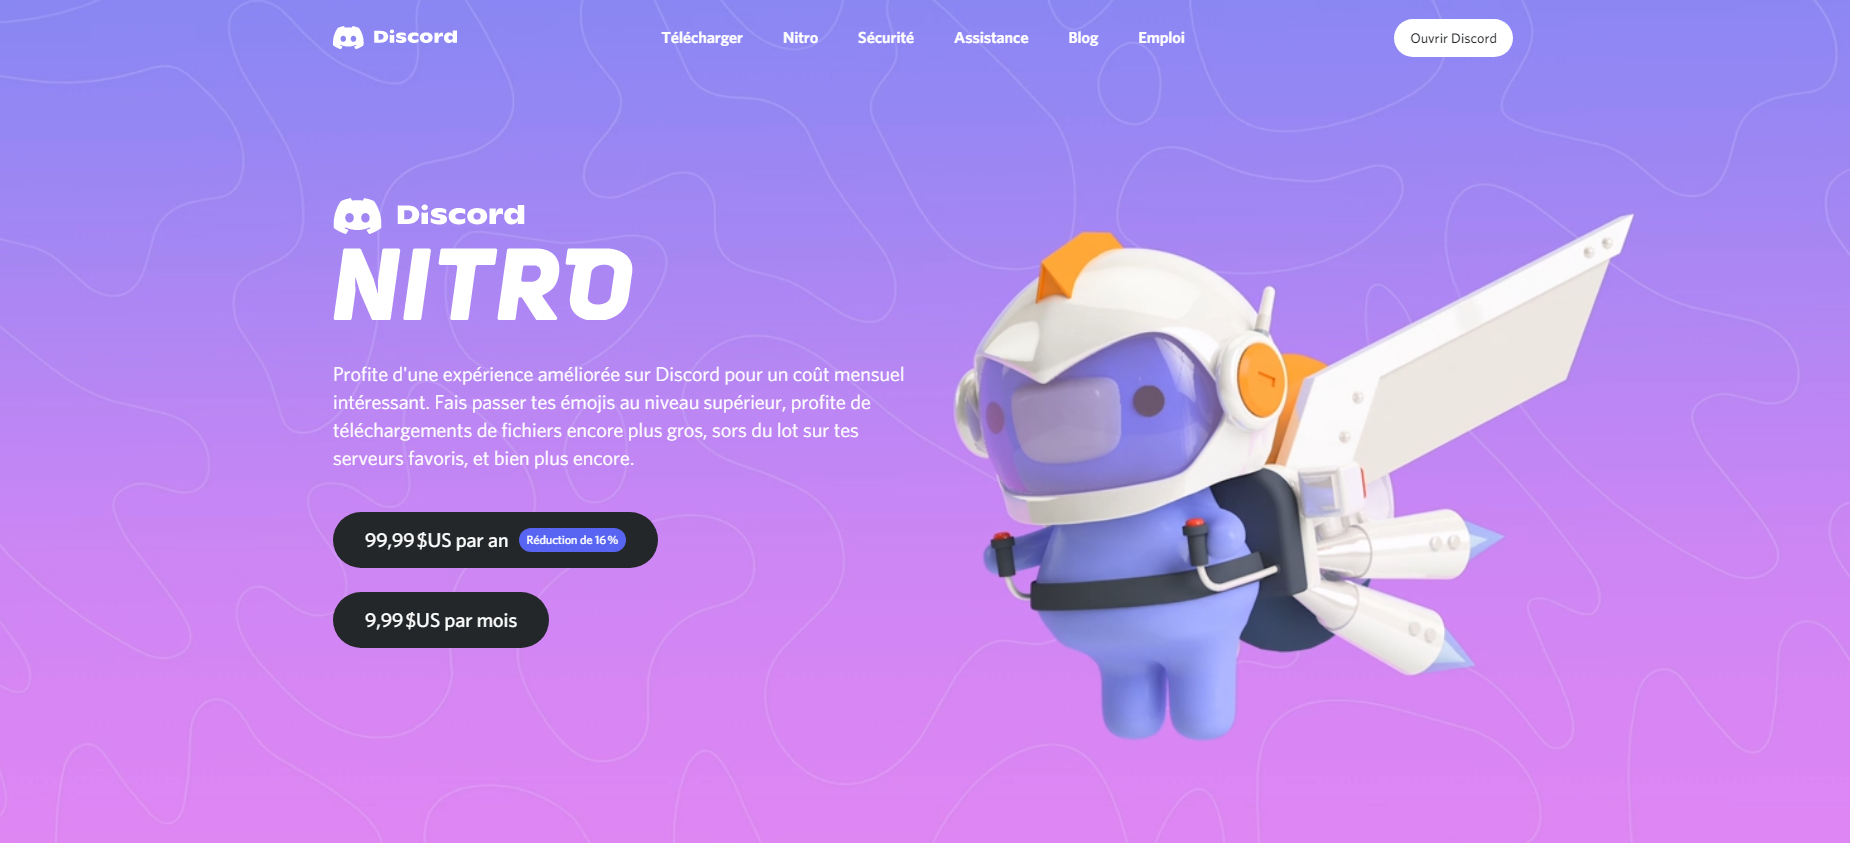 Discord
Télécharger Nitro Sécurité Assistance Blog Emploi
Ouvrir Discord
Discord
NITRO
Profite d'une expérience améliorée sur Discord pour un coût mensuel
intéressant. Fais passer tes émojis au niveau supérieur, profite de
téléchargements de fichiers encore plus gros, sors du lot sur tes
serveurs favoris, et bien plus encore.
99,99 $US par an Réduction de 16 %
9,99 $US par mois